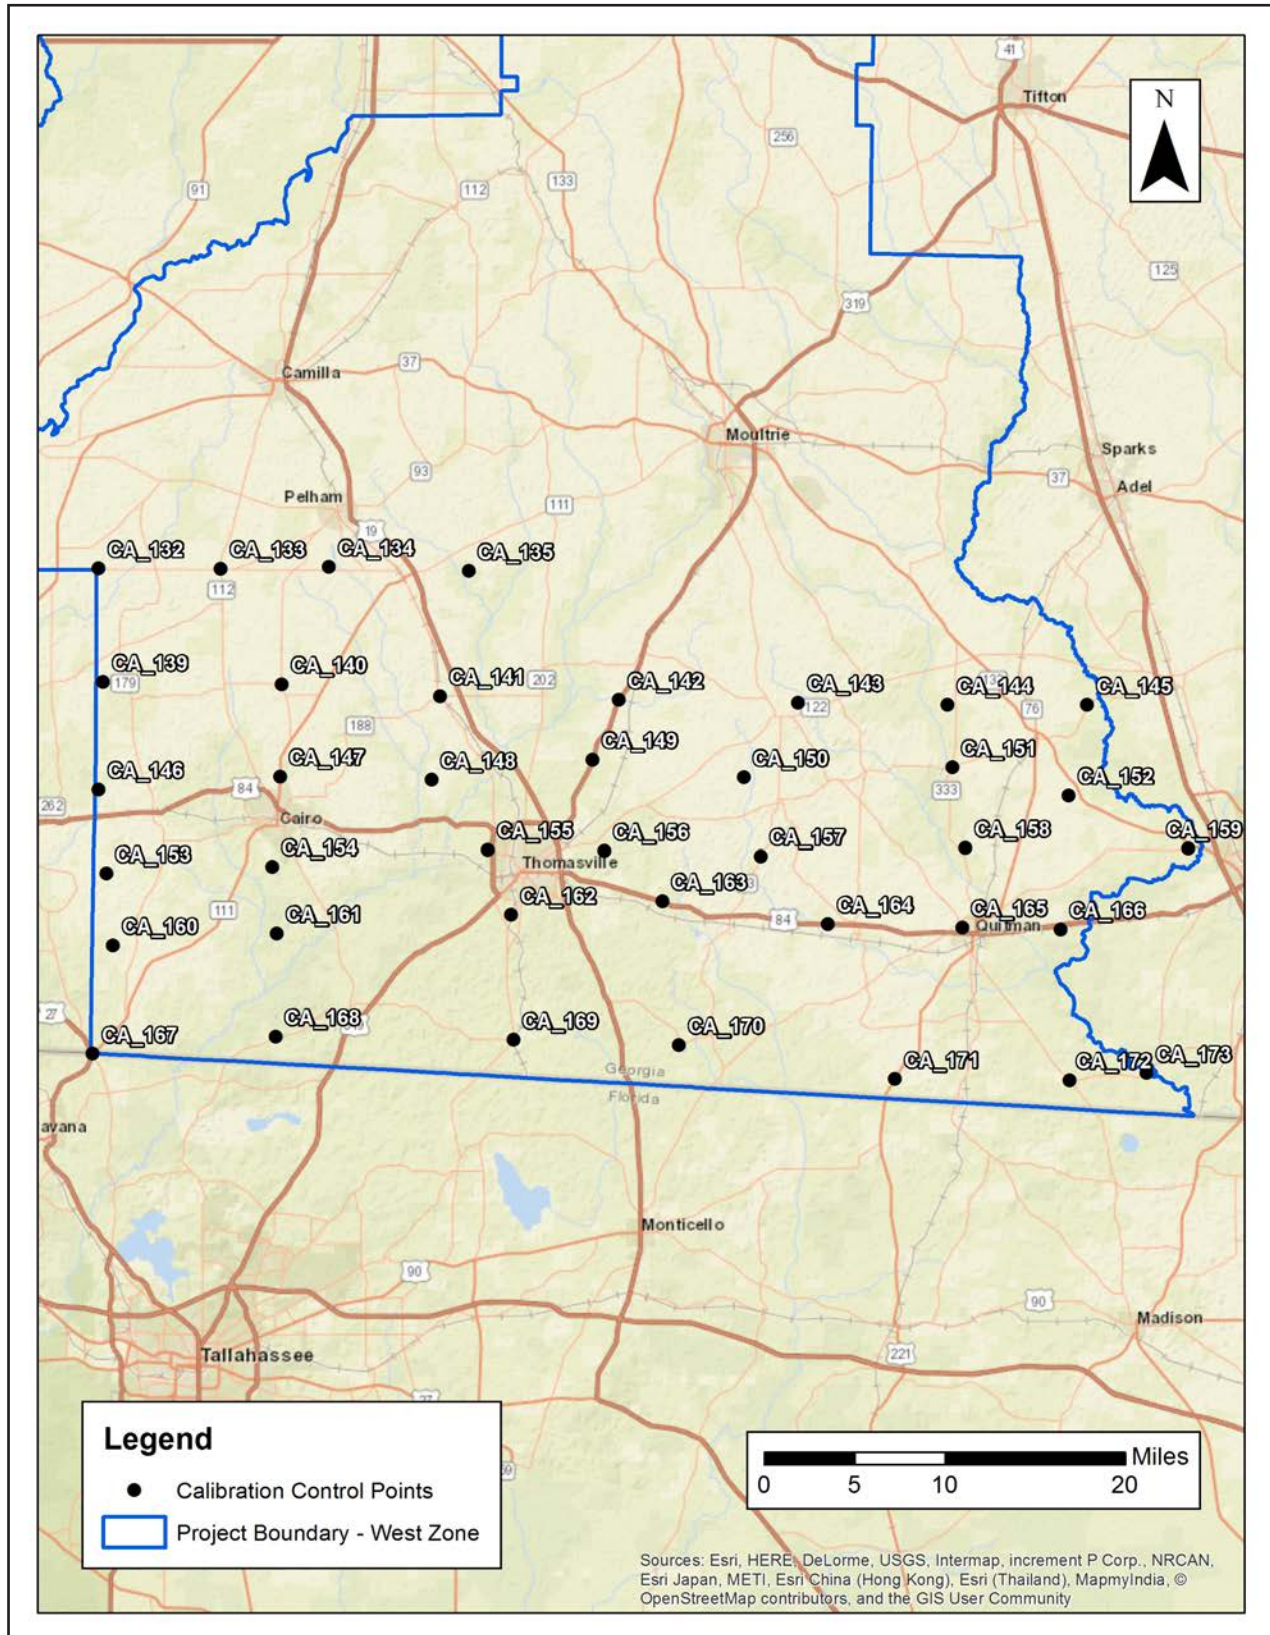 41
Tifton
N
256
133
112
91
125
319
Camilla
37
Moultrie
Sparks
93
37
Adel
Pelham
111
19
CA_132
CA_133
CA_134
CA_135
112
CA_139
179
CA_140
CA_141
202
CA_142
CA_143
122
CA_144
76
CA_145
188
CA_146
CA_147
CA_148
CA_149
CA_150
CA_151
CA_152
262
84
333
Cairo
CA_153
CA_154
CA_155
CA_156
CA_157
CA_158
CA_159
Thomasville
CA_160
111
CA_161
CA_162
CA_163
84
CA_164
CA_165
CA_166
Quitman
27
CA_167
CA_168
CA_169
CA_170
CA_171
CA_172
CA_173
Georgia
Florida
avana
Monticello
90
90
Madison
Tallahassee
221
27
Legend
Calibration Control Points
Project Boundary - West Zone
Miles
0 5 10 20
Sources: Esri, HERE, DeLorme, USGS, Intermap, increment P Corp., NRCAN,
Esri Japan, METI, Esri China (Hong Kong), Esri (Thailand), MapmyIndia, ©
OpenStreetMap contributors, and the GIS User Community